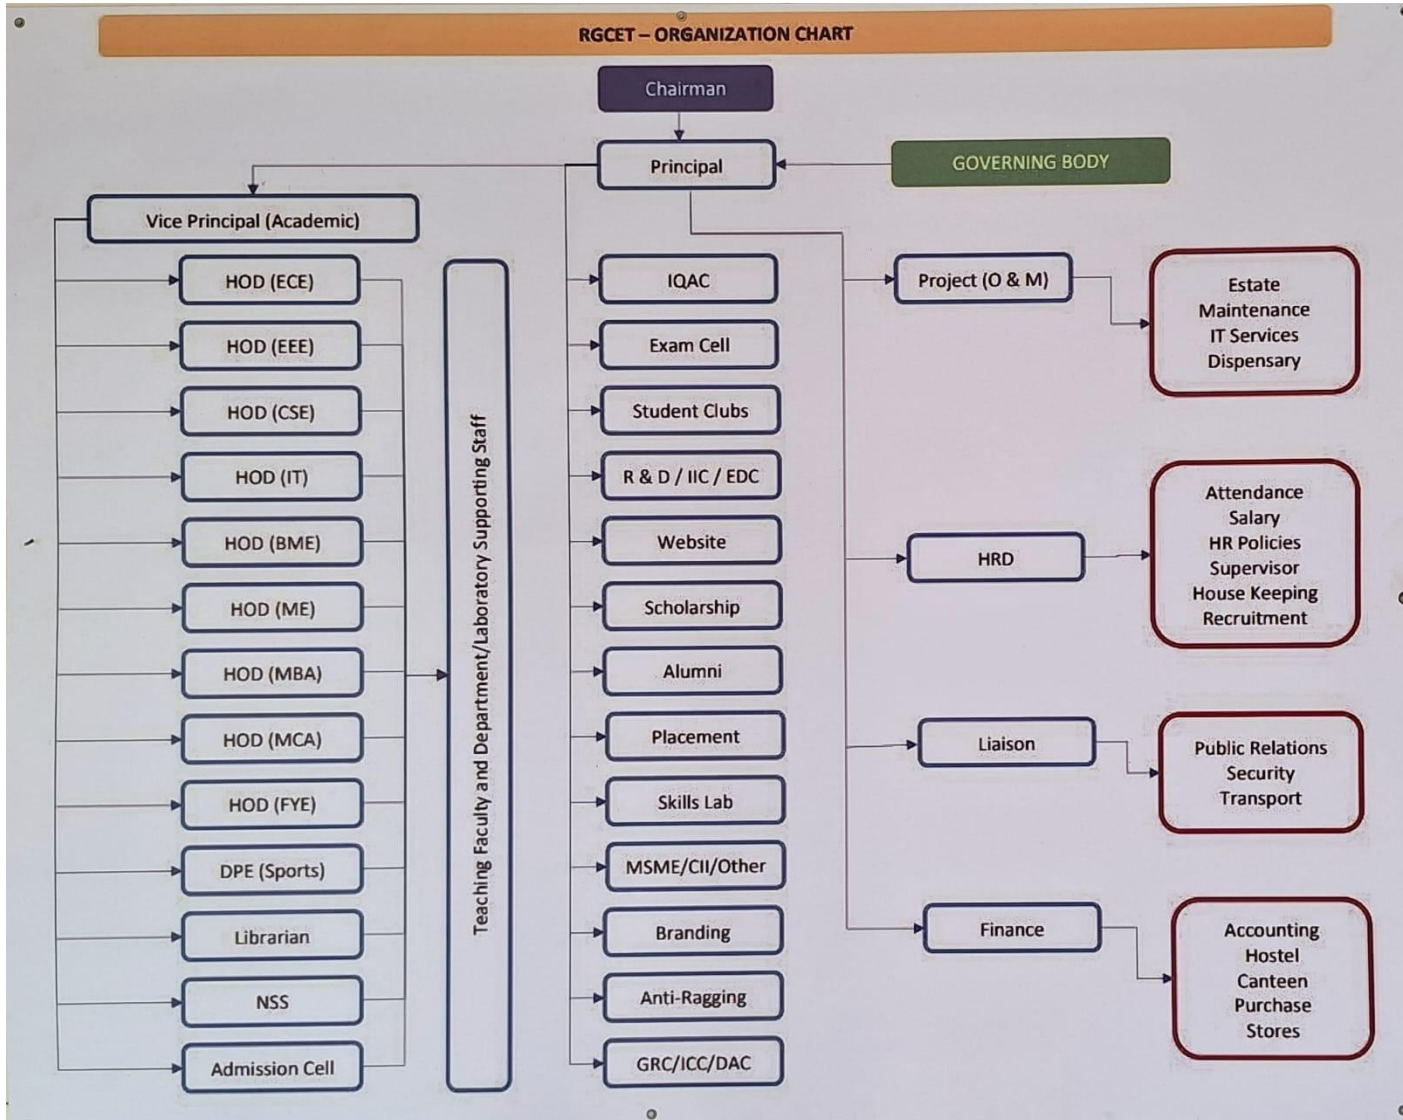 RGCET – ORGANIZATION CHART
Chairman
Principal
GOVERNING BODY
Vice Principal (Academic)
HOD (ECE)
HOD (EEE)
HOD (CSE)
HOD (IT)
HOD (BME)
HOD (ME)
HOD (MBA)
HOD (MCA)
HOD (FYE)
DPE (Sports)
Librarian
NSS
Admission Cell
Teaching Faculty and Department/Laboratory Supporting Staff
IQAC
Exam Cell
Student Clubs
R & D / IIC / EDC
Website
Scholarship
Alumni
Placement
Skills Lab
MSME/CII/Other
Branding
Anti-Ragging
GRC/ICC/DAC
Project (O & M)
Estate
Maintenance
IT Services
Dispensary
HRD
Attendance
Salary
HR Policies
Supervisor
House Keeping
Recruitment
Liaison
Public Relations
Security
Transport
Finance
Accounting
Hostel
Canteen
Purchase
Stores